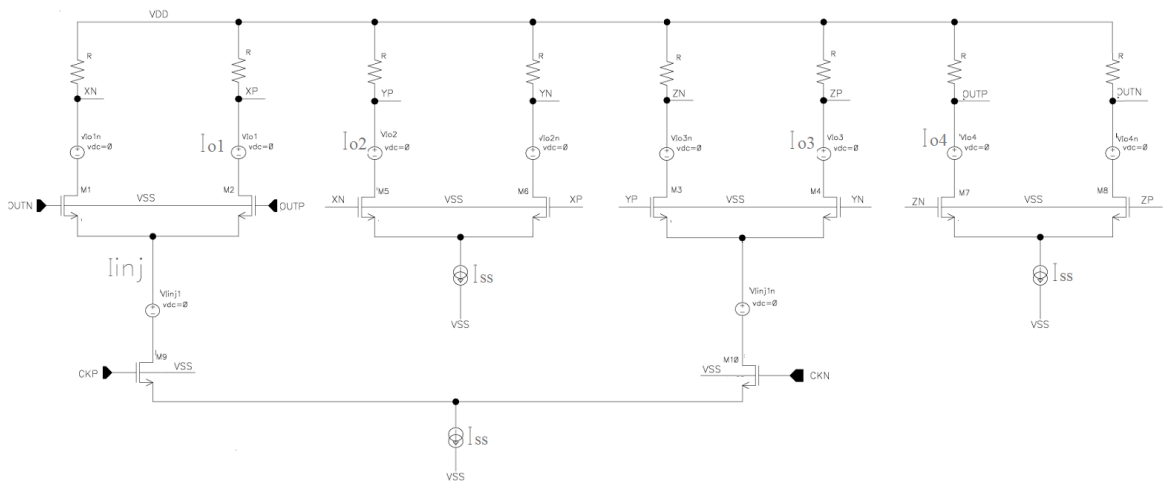 VDD
R R R R R R R R
XN XP YP YN ZN ZP OUTP OUTN
Vlo1n vdc=0
Io1 Vlo1 vdc=0
Io2 Vlo2 vdc=0
Vlo2n vdc=0
Vlo3n vdc=0
Io3 Vlo3 vdc=0
Io4 Vlo4 vdc=0
Vlo4n vdc=0
OUTN M1 VSS M2 OUTP
XN M5 VSS M6 XP
YP M3 VSS M4 YN
ZN M7 VSS M8 ZP
Iinj
Vlinj1 vdc=0
Iss
VSS
Vlinj1n vdc=0
Iss
VSS
CKP M9 VSS
VSS M10 CKN
Iss
VSS